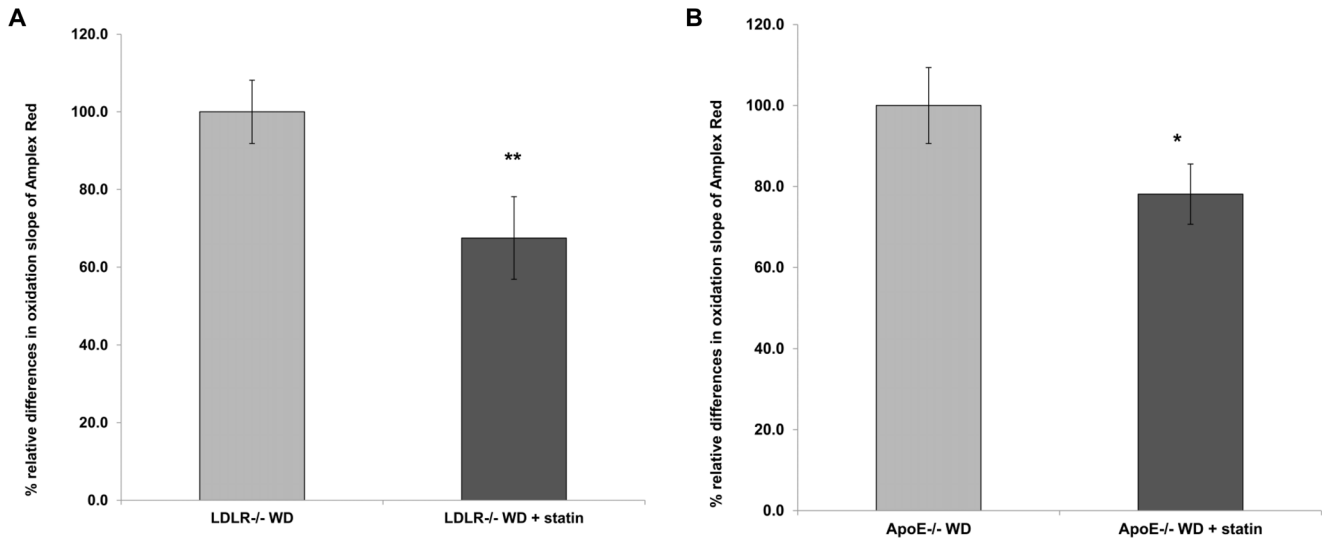 A
% relative differences in oxidation slope of Amplex Red
120.0
100.0
80.0
60.0
40.0
20.0
0.0
**
LDLR-/- WD
LDLR-/- WD + statin
B
% relative differences in oxidation slope of Amplex Red
120.0
100.0
80.0
60.0
40.0
20.0
0.0
*
ApoE-/- WD
ApoE-/- WD + statin